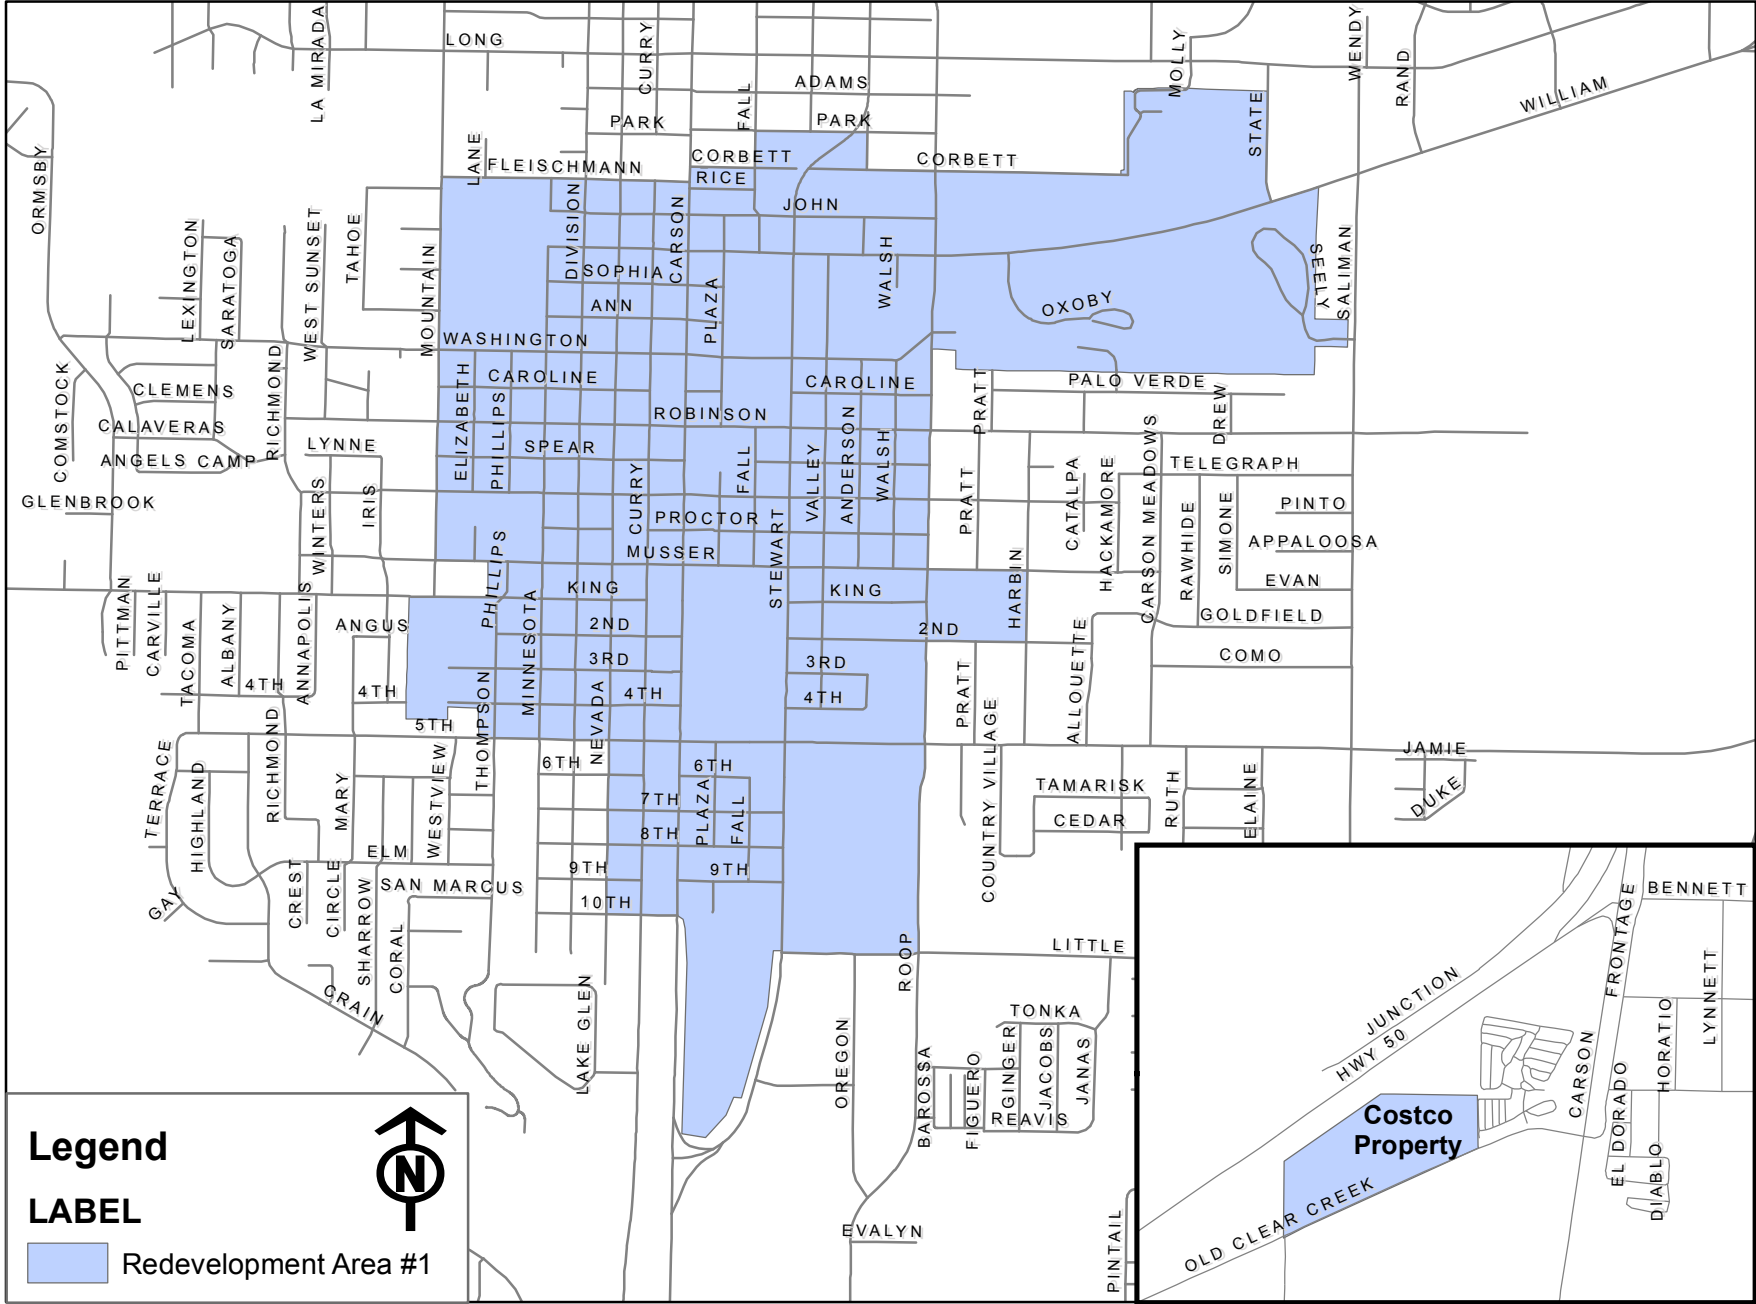 LONG
LA MIRADA
CURRY
ADAMS
FALL
PARK
PARK
MOLLY
WENDY
RAND
WILLIAM
STATE
ORMSBY
LANE
FLEISCHMANN
CORBETT
CORBETT
RICE
JOHN
DIVISION
CARSON
LEXINGTON
SARATOGA
WEST SUNSET
TAHOE
MOUNTAIN
SOPHIA
ANN
PLAZA
WALSH
OXOBY
SEELY
SALIMAN
WASHINGTON
COMSTOCK
CLEMENS
RICHMOND
CAROLINE
CAROLINE
PALO VERDE
ELIZABETH
PHILLIPS
ROBINSON
PRATT
DREW
CALAVERAS
LYNNE
SPEAR
ANGELS CAMP
GLENBROOK
WINTERS
IRIS
CURRY
FALL
VALLEY
ANDERSON
WALSH
PRATT
CATALPA
HACKAMORE
CARSON MEADOWS
TELEGRAPH
RAWHIDE
SIMONE
PINTO
PROCTOR
APPALOOSA
MUSSER
STEWART
EVAN
PHILLIPS
KING
KING
HARBIN
GOLDFIELD
PITTMAN
CARVILLE
TACOMA
ALBANY
ANNAPOLIS
ANGUS
MINNESOTA
2ND
2ND
ALLOUETTE
COMO
3RD
3RD
4TH
4TH
4TH
4TH
THOMPSON
NEVADA
PRATT
COUNTRY VILLAGE
5TH
JAMIE
TERRACE
HIGHLAND
RICHMOND
MARY
WESTVIEW
6TH
6TH
TAMARISK
RUTH
ELAINE
DUKE
7TH
PLAZA
FALL
8TH
CEDAR
ELM
9TH
9TH
GAY
CREST
CIRCLE
SHARROW
SAN MARCUS
10TH
CORAL
ROOP
LITTLE
CRAIN
LAKE GLEN
OREGON
TONKA
BAROSSA
FIGUERO
GINGER
JACOBS
JANAS
REAVIS
EVALYN
PINTAIL
BENNETT
FRONTAGE
JUNCTION
HWY 50
LYNNETT
HORATIO
CARSON
EL DORADO
DIABLO
Costco
Property
OLD CLEAR CREEK
Legend
N
LABEL
Redevelopment Area #1